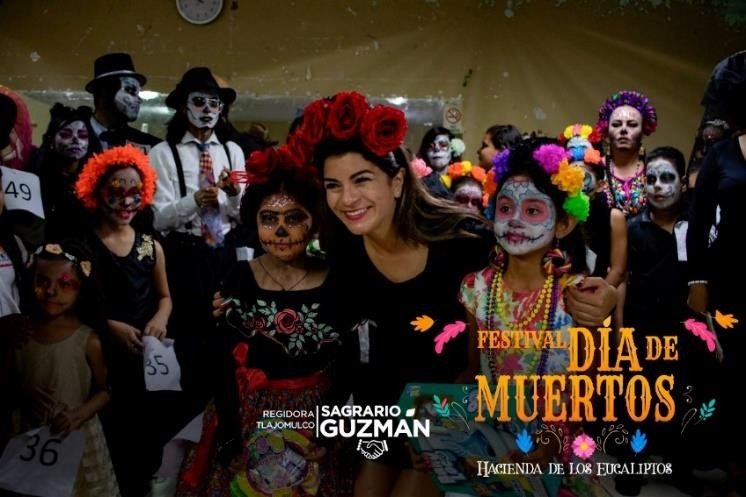 49
35
36
REGIDORA
TLAJOMULCO
SAGRARIO
GUZMÁN
FESTIVAL DÍA DE
MUERTOS
HACIENDA DE LOS EUCALIPTOS